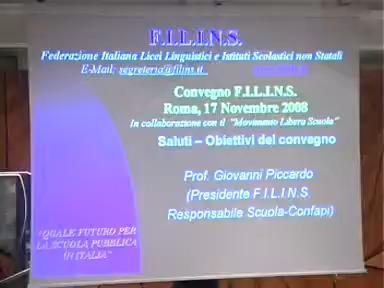 F.I.L.I.N.S.
Federazione Italiana Licei Linguistici e Istituti Scolastici non Statali
E-Mail: segreteria@filins.it
Convegno F.I.L.I.N.S.
Roma, 17 Novembre 2008
In collaborazione con il "Movimento Libera Scuola"
Saluti – Obiettivi del convegno
Prof. Giovanni Piccardo
(Presidente F.I.L.I.N.S.
Responsabile Scuola-Confapi)
"QUALE FUTURO PER
LA SCUOLA PUBBLICA
IN ITALIA"